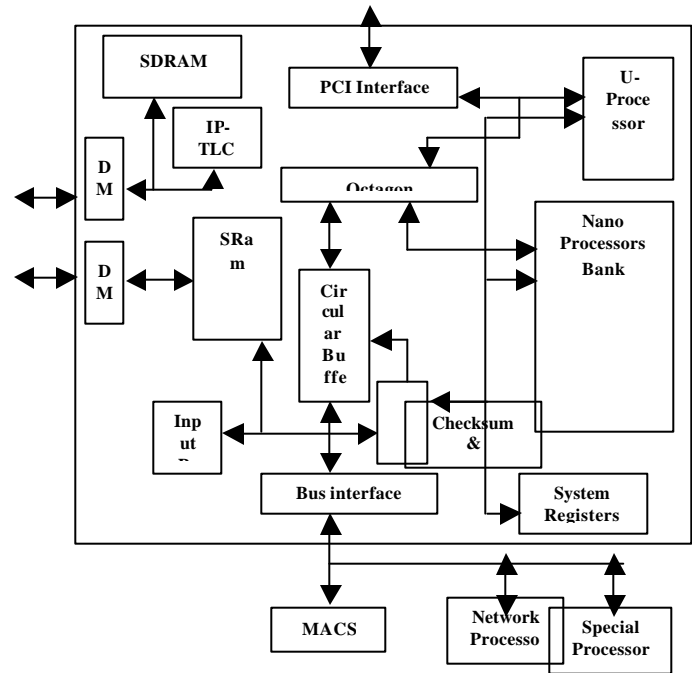 SDRAM
PCI Interface
U-
Proce
ssor
IP-
TLC
D
M
Octagon
SRa
m
Nano
Processors
Bank
D
M
Cir
cul
ar
Bu
ffe
Inp
ut
Checksum
&
Bus interface
System
Registers
MACS
Network
Processo
Special
Processor